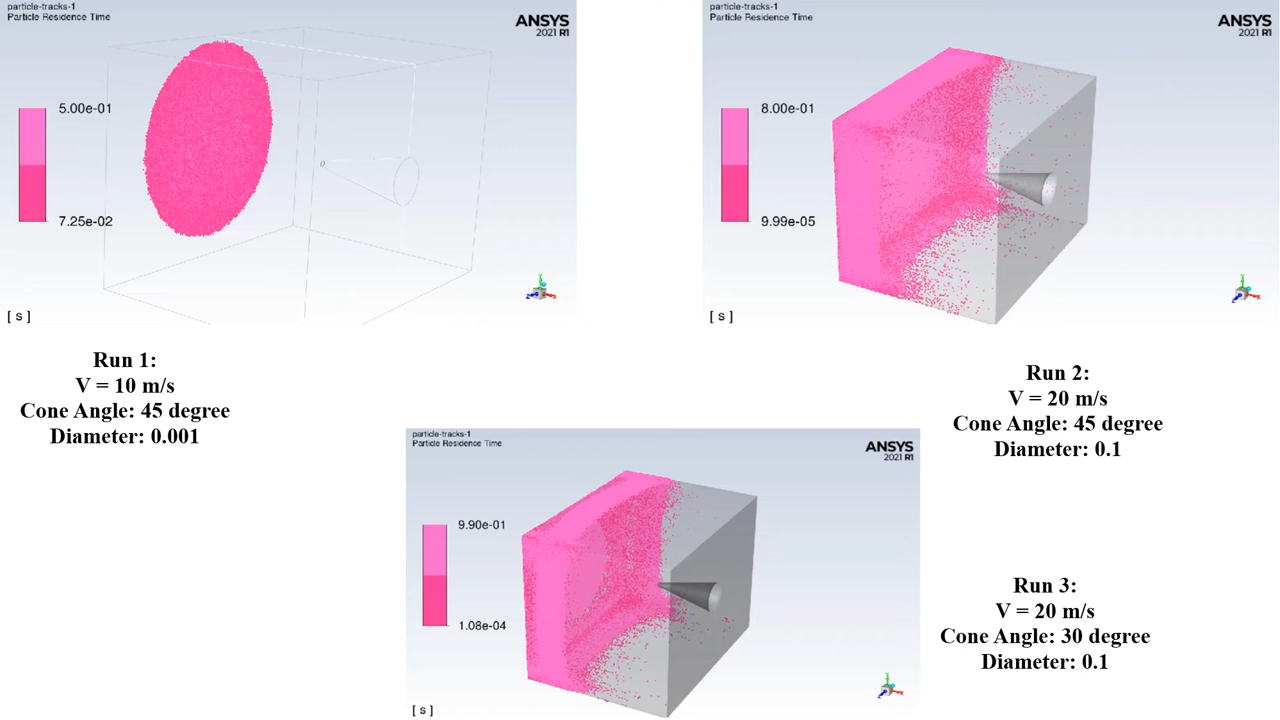 particle-tracks-1
Particle Residence Time
ANSYS
2021 R1
5.00e-01
7.25e-02
0
[ s ]
particle-tracks-1
Particle Residence Time
ANSYS
2021 R1
8.00e-01
9.99e-05
[ s ]
Run 1:
V = 10 m/s
Cone Angle: 45 degree
Diameter: 0.001
Run 2:
V = 20 m/s
Cone Angle: 45 degree
Diameter: 0.1
particle-tracks-1
Particle Residence Time
ANSYS
2021 R1
9.90e-01
1.08e-04
[ s ]
Run 3:
V = 20 m/s
Cone Angle: 30 degree
Diameter: 0.1